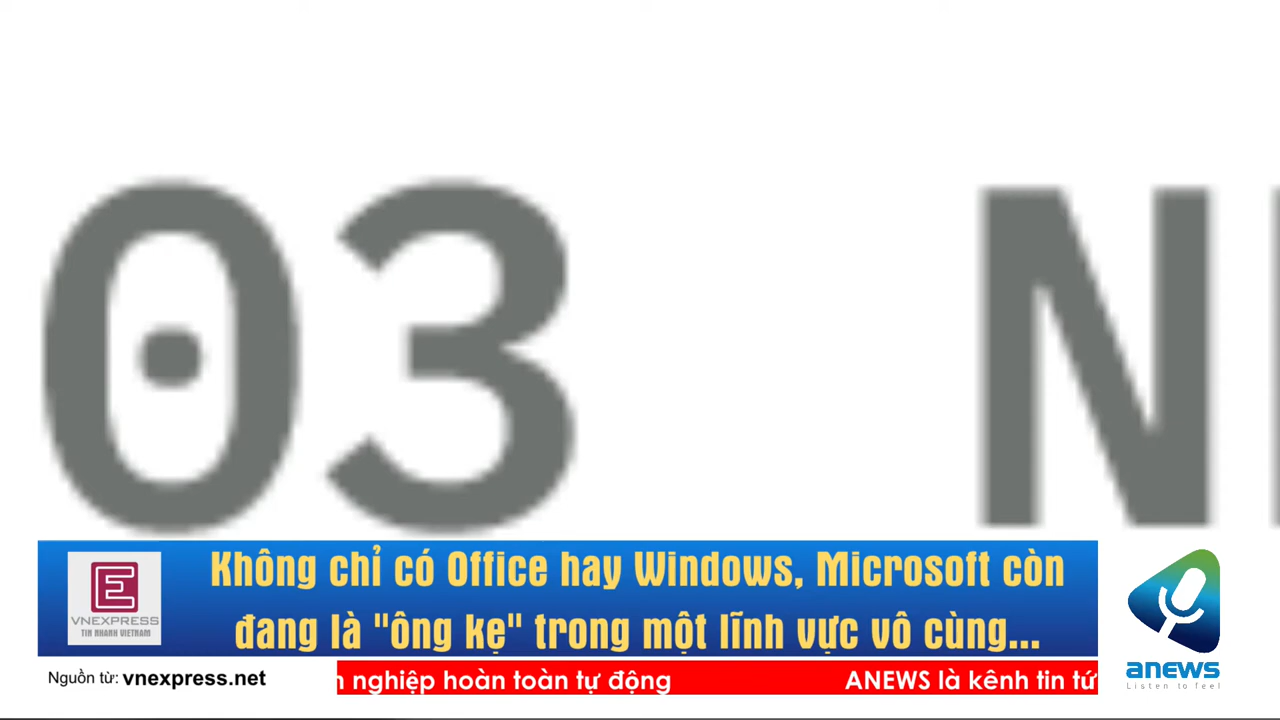 03 N
Không chỉ có Office hay Windows, Microsoft còn
đang là "ông kẹ" trong một lĩnh vực vô cùng...
E
VNEXPRESS
TIN NHANH VIETNAM
Nguồn từ: vnexpress.net
nghiệp hoàn toàn tự động ANEWS là kênh tin tứ
anews
Listen to feel